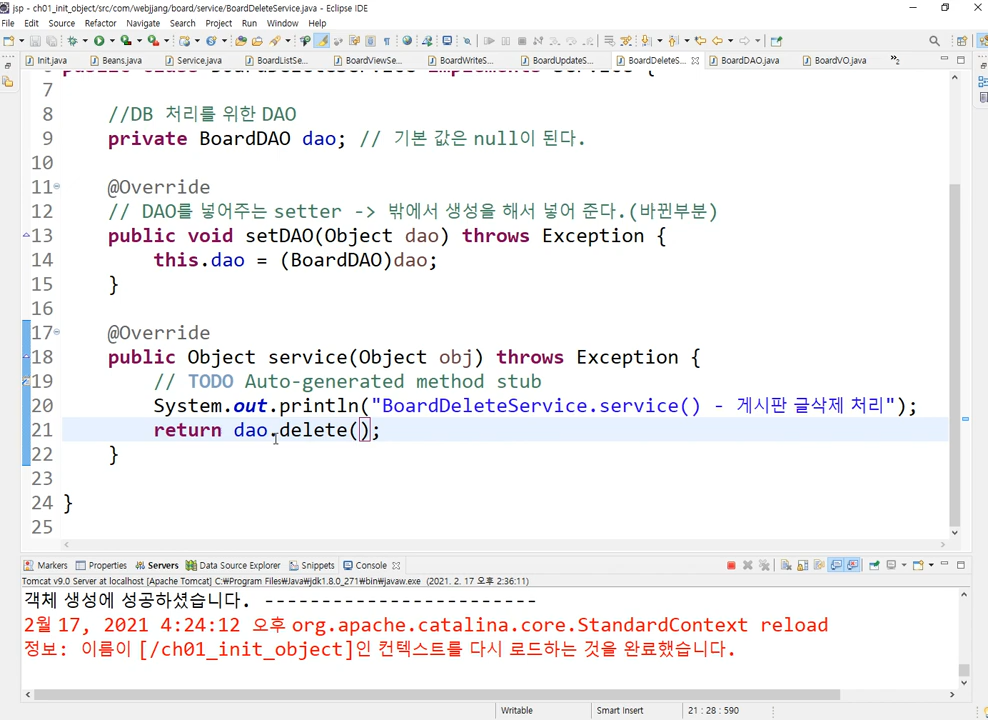 jsp - ch01_init_object/src/com/webjjang/board/service/BoardDeleteService.java - Eclipse IDE
File Edit Source Refactor Navigate Search Project Run Window Help
Init.java Beans.java Service.java BoardListSe... BoardViewSe... BoardWriteS... BoardUpdateS... BoardDeleteS... BoardDAO.java BoardVO.java »2
6 public class BoardDeleteService implements Service {
7
8 //DB 처리를 위한 DAO
9 private BoardDAO dao; // 기본 값은 null이 된다.
10
11 @Override
12 // DAO를 넣어주는 setter -> 밖에서 생성을 해서 넣어 준다.(바뀐부분)
13 public void setDAO(Object dao) throws Exception {
14 this.dao = (BoardDAO)dao;
15 }
16
17 @Override
18 public Object service(Object obj) throws Exception {
19 // TODO Auto-generated method stub
20 System.out.println("BoardDeleteService.service() - 게시판 글삭제 처리");
21 return dao.delete();
22 }
23
24 }
25
Markers Properties Servers Data Source Explorer Snippets Console
Tomcat v9.0 Server at localhost [Apache Tomcat] C:\Program Files\Java\jdk1.8.0_271\bin\javaw.exe (2021. 2. 17 오후 2:36:11)
객체 생성에 성공하셨습니다. ------------------------
2월 17, 2021 4:24:12 오후 org.apache.catalina.core.StandardContext reload
정보: 이름이 [/ch01_init_object]인 컨텍스트를 다시 로드하는 것을 완료했습니다.
Writable Smart Insert 21 : 28 : 590